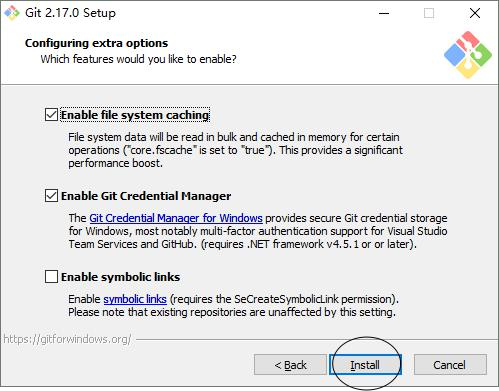 Git 2.17.0 Setup
Configuring extra options
Which features would you like to enable?
Enable file system caching
File system data will be read in bulk and cached in memory for certain
operations ("core.fscache" is set to "true"). This provides a significant
performance boost.
Enable Git Credential Manager
The Git Credential Manager for Windows provides secure Git credential storage
for Windows, most notably multi-factor authentication support for Visual Studio
Team Services and GitHub. (requires .NET framework v4.5.1 or or later).
Enable symbolic links
Enable symbolic links (requires the SeCreateSymbolicLink permission).
Please note that existing repositories are unaffected by this setting.
https://gitforwindows.org/
< Back Install Cancel